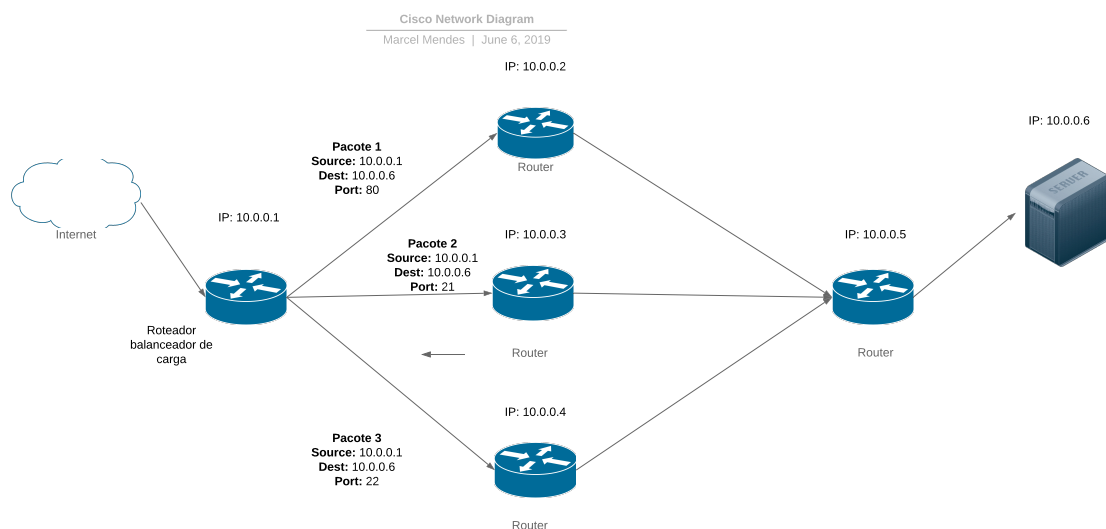 Cisco Network Diagram
Marcel Mendes | June 6, 2019
IP: 10.0.0.2
IP: 10.0.0.6
Pacote 1
Source: 10.0.0.1
Dest: 10.0.0.6
Port: 80
Router
SERVER
Internet
IP: 10.0.0.1
IP: 10.0.0.3
IP: 10.0.0.5
Pacote 2
Source: 10.0.0.1
Dest: 10.0.0.6
Port: 21
Roteador
balanceador de
carga
Router
Router
IP: 10.0.0.4
Pacote 3
Source: 10.0.0.1
Dest: 10.0.0.6
Port: 22
Router